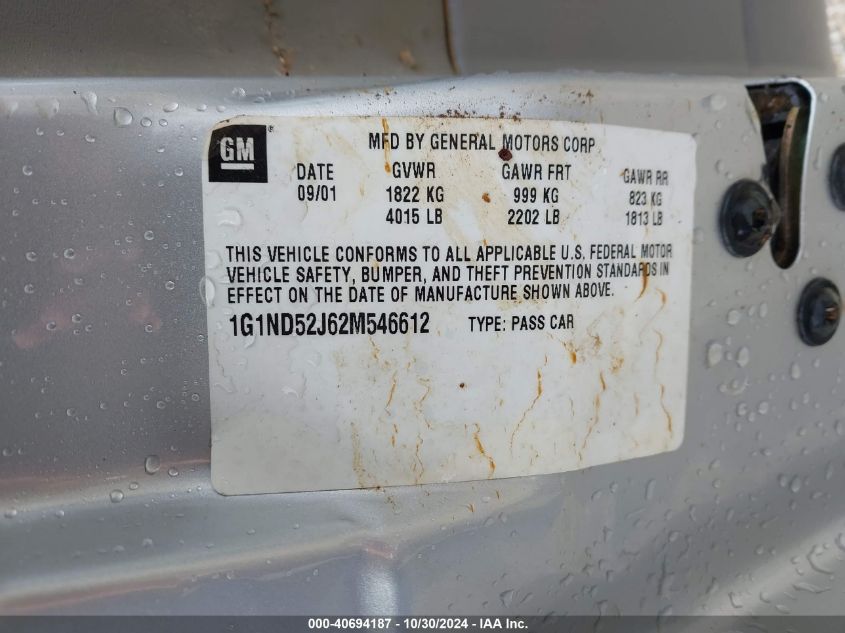 GM ®
MFD BY GENERAL MOTORS CORP
DATE GVWR GAWR FRT GAWR RR
09/01 1822 KG 999 KG 823 KG
4015 LB 2202 LB 1813 LB
THIS VEHICLE CONFORMS TO ALL APPLICABLE U.S. FEDERAL MOTOR
VEHICLE SAFETY, BUMPER, AND THEFT PREVENTION STANDARDS IN
EFFECT ON THE DATE OF MANUFACTURE SHOWN ABOVE.
1G1ND52J62M546612 TYPE: PASS CAR
000-40694187 - 10/30/2024 - IAA Inc.